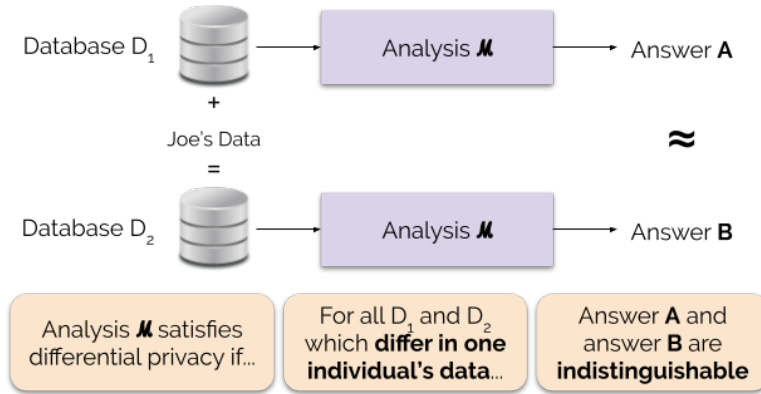 Database D₁
Analysis 𝓜
Answer A
+
Joe's Data
≈
=
Database D₂
Analysis 𝓜
Answer B
Analysis 𝓜 satisfies
differential privacy if...
For all D₁ and D₂
which differ in one
individual's data...
Answer A and
answer B are
indistinguishable